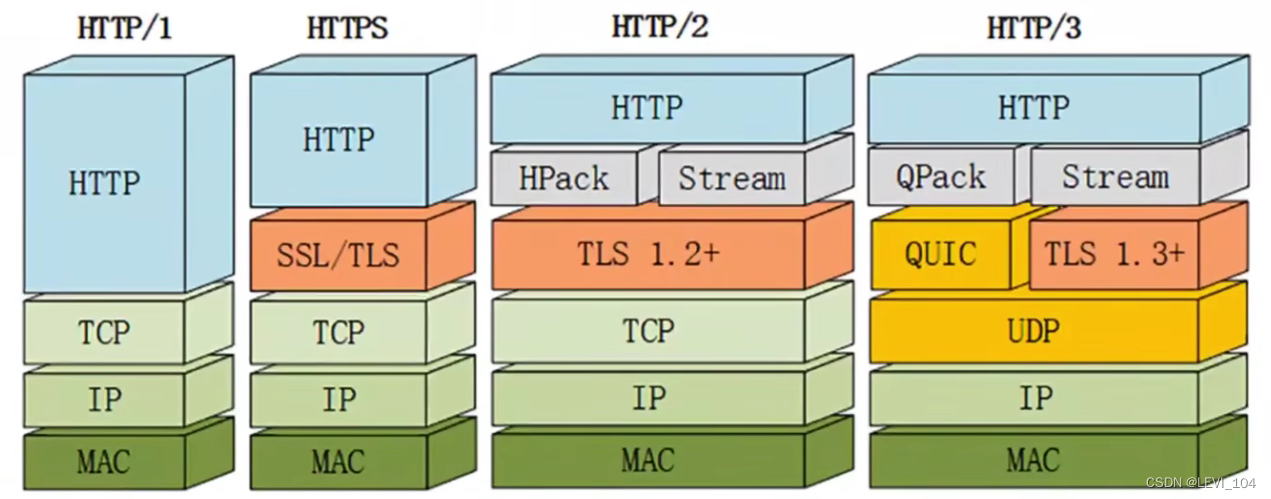 HTTP/1 HTTPS HTTP/2 HTTP/3
HTTP HTTP HTTP HTTP
HPack Stream QPack Stream
SSL/TLS TLS 1.2+ QUIC TLS 1.3+
TCP TCP TCP UDP
IP IP IP IP
MAC MAC MAC MAC
CSDN @LEVI_104